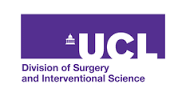 UCL
Division of Surgery
and Interventional Science